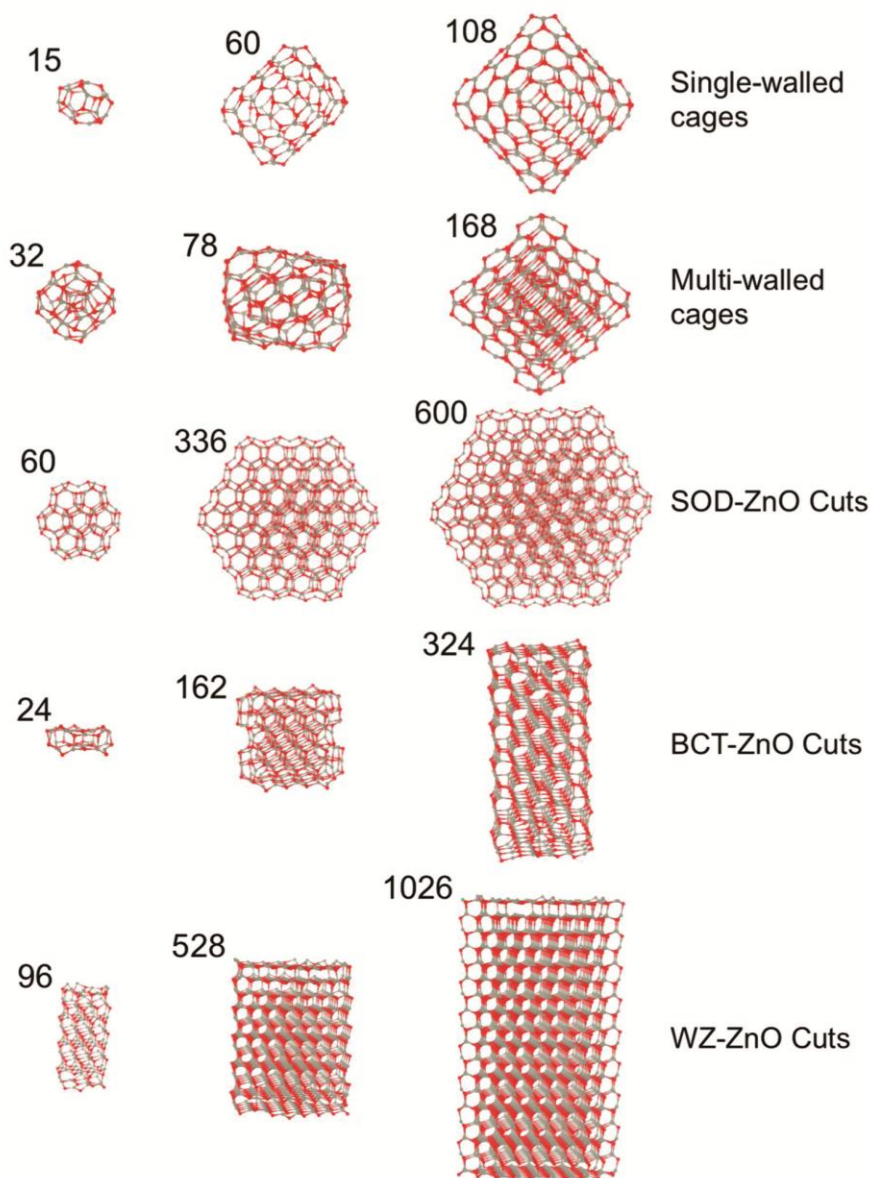 15
60
108
Single-walled
cages
32
78
168
Multi-walled
cages
60
336
600
SOD-ZnO Cuts
24
162
324
BCT-ZnO Cuts
96
528
1026
WZ-ZnO Cuts